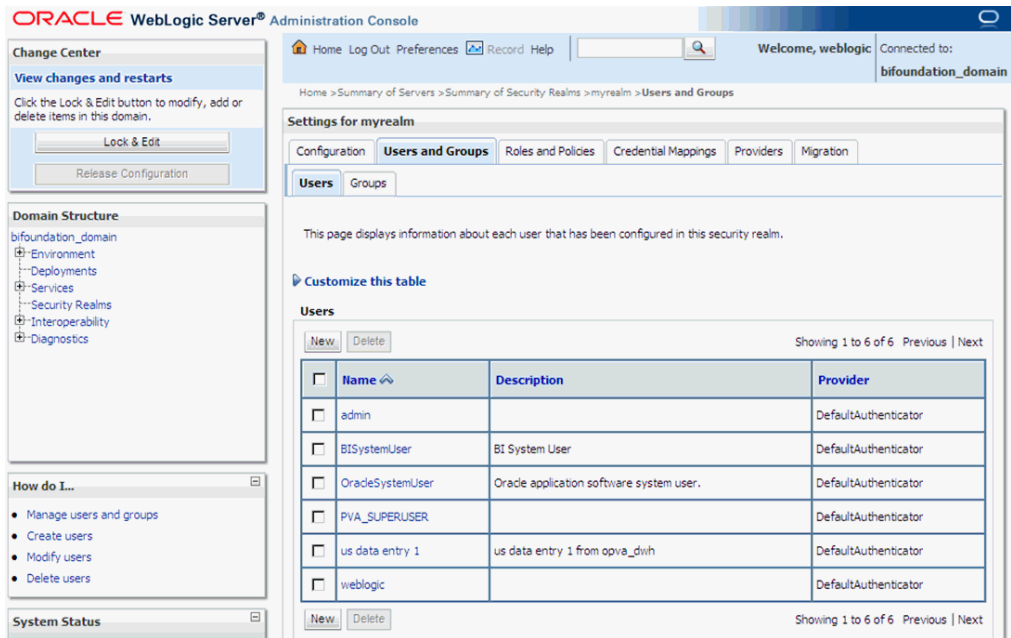 ORACLE WebLogic Server® Administration Console
Change Center
View changes and restarts
Click the Lock & Edit button to modify, add or
delete items in this domain.
Lock & Edit
Release Configuration
Domain Structure
bifoundation_domain
Environment
Deployments
Services
Security Realms
Interoperability
Diagnostics
How do I...
Manage users and groups
Create users
Modify users
Delete users
System Status
Home Log Out Preferences Record Help
Welcome, weblogic
Connected to:
bifoundation_domain
Home >Summary of Servers >Summary of Security Realms >myrealm >Users and Groups
Settings for myrealm
Configuration Users and Groups Roles and Policies Credential Mappings Providers Migration
Users Groups
This page displays information about each user that has been configured in this security realm.
Customize this table
Users
New Delete Showing 1 to 6 of 6 Previous | Next
Name Description Provider
admin DefaultAuthenticator
BISystemUser BI System User DefaultAuthenticator
OracleSystemUser Oracle application software system user. DefaultAuthenticator
PVA_SUPERUSER DefaultAuthenticator
us data entry 1 us data entry 1 from opva_dwh DefaultAuthenticator
weblogic DefaultAuthenticator
New Delete Showing 1 to 6 of 6 Previous | Next